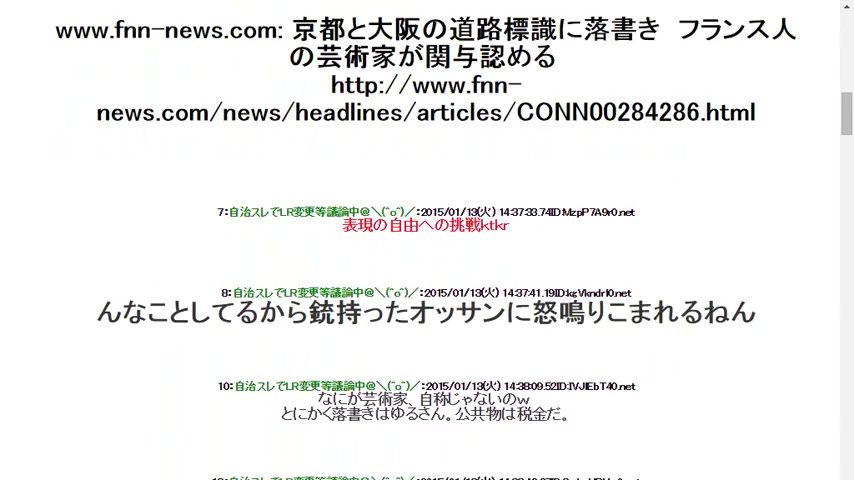 www.fnn-news.com: 京都と大阪の道路標識に落書き　フランス人
の芸術家が関与認める
http://www.fnn-
news.com/news/headlines/articles/CONN00284286.html
7:自治スレでLR変更等議論中@＼(^o^)／:2015/01/13(火) 14:37:33.74ID:MzpP7A9r0.net
表現の自由への挑戦ktkr
8:自治スレでLR変更等議論中@＼(^o^)／:2015/01/13(火) 14:37:41.19ID:kgVkndrI0.net
んなことしてるから銃持ったオッサンに怒鳴りこまれるねん
10:自治スレでLR変更等議論中@＼(^o^)／:2015/01/13(火) 14:38:09.52ID:IVJIEbT40.net
なにが芸術家、自称じゃないのw
とにかく落書きはゆるさん。公共物は税金だ。